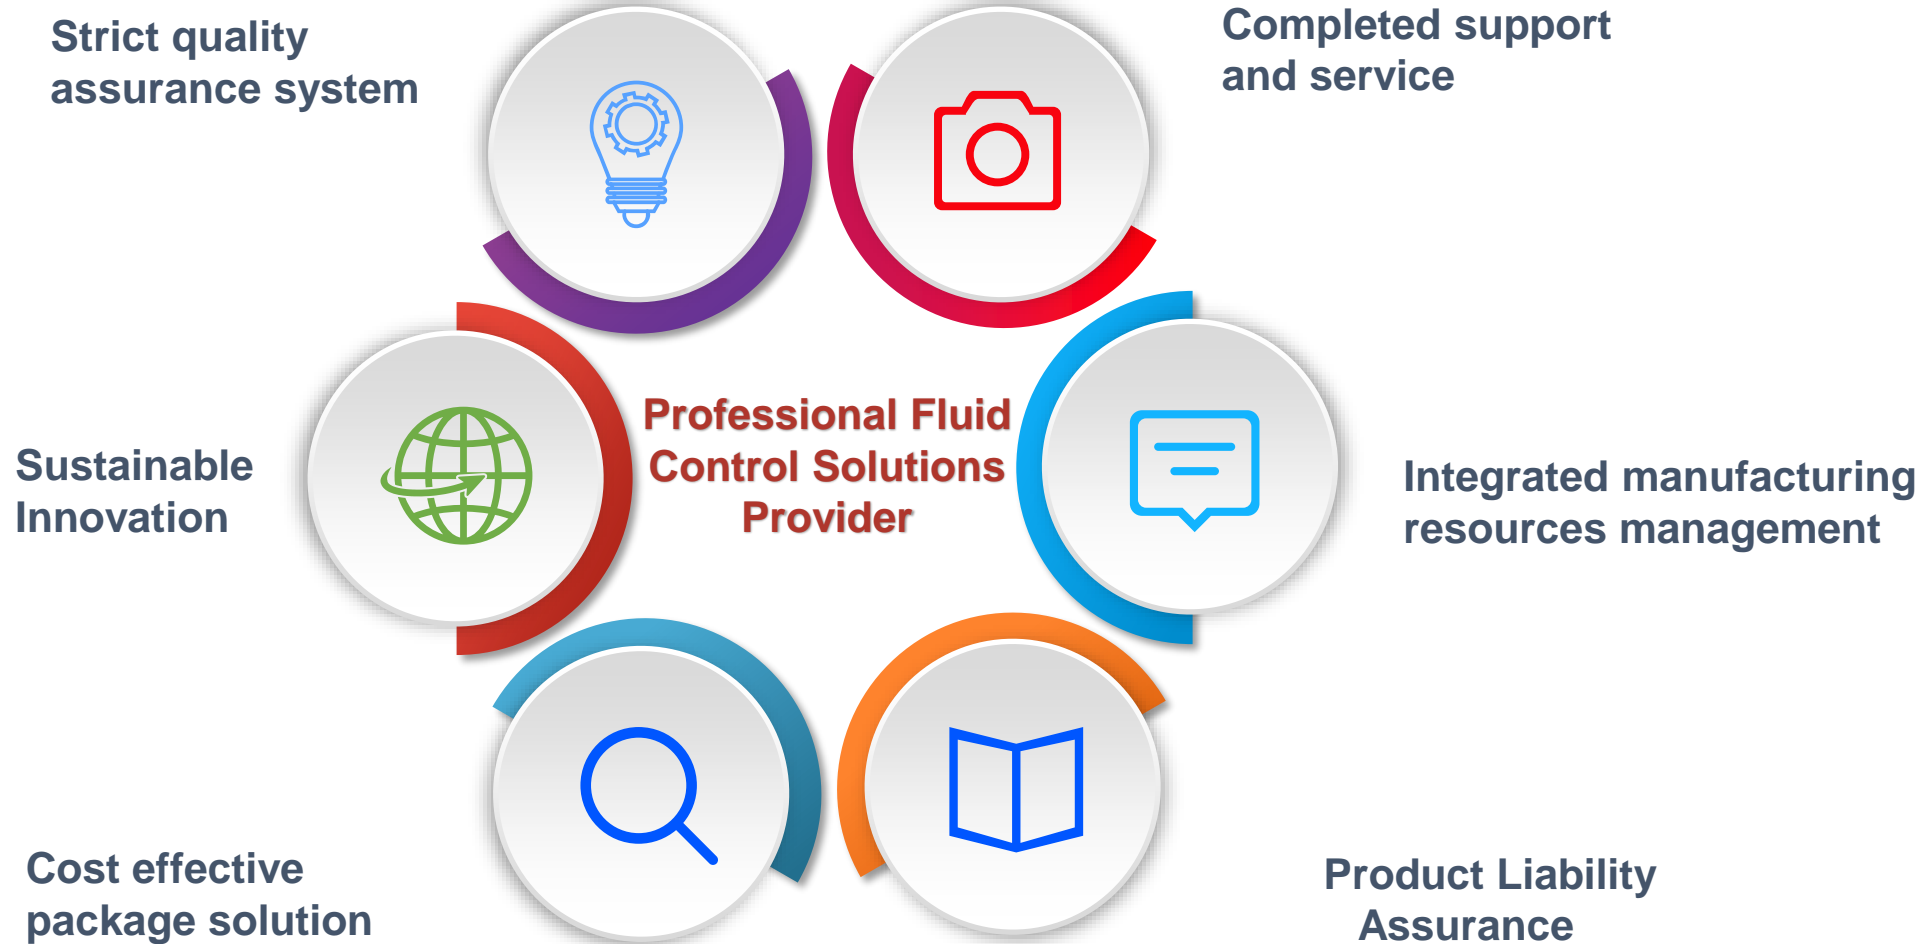 Strict quality
assurance system
Completed support
and service
Professional Fluid
Control Solutions
Provider
Sustainable
Innovation
Integrated manufacturing
resources management
Cost effective
package solution
Product Liability
Assurance